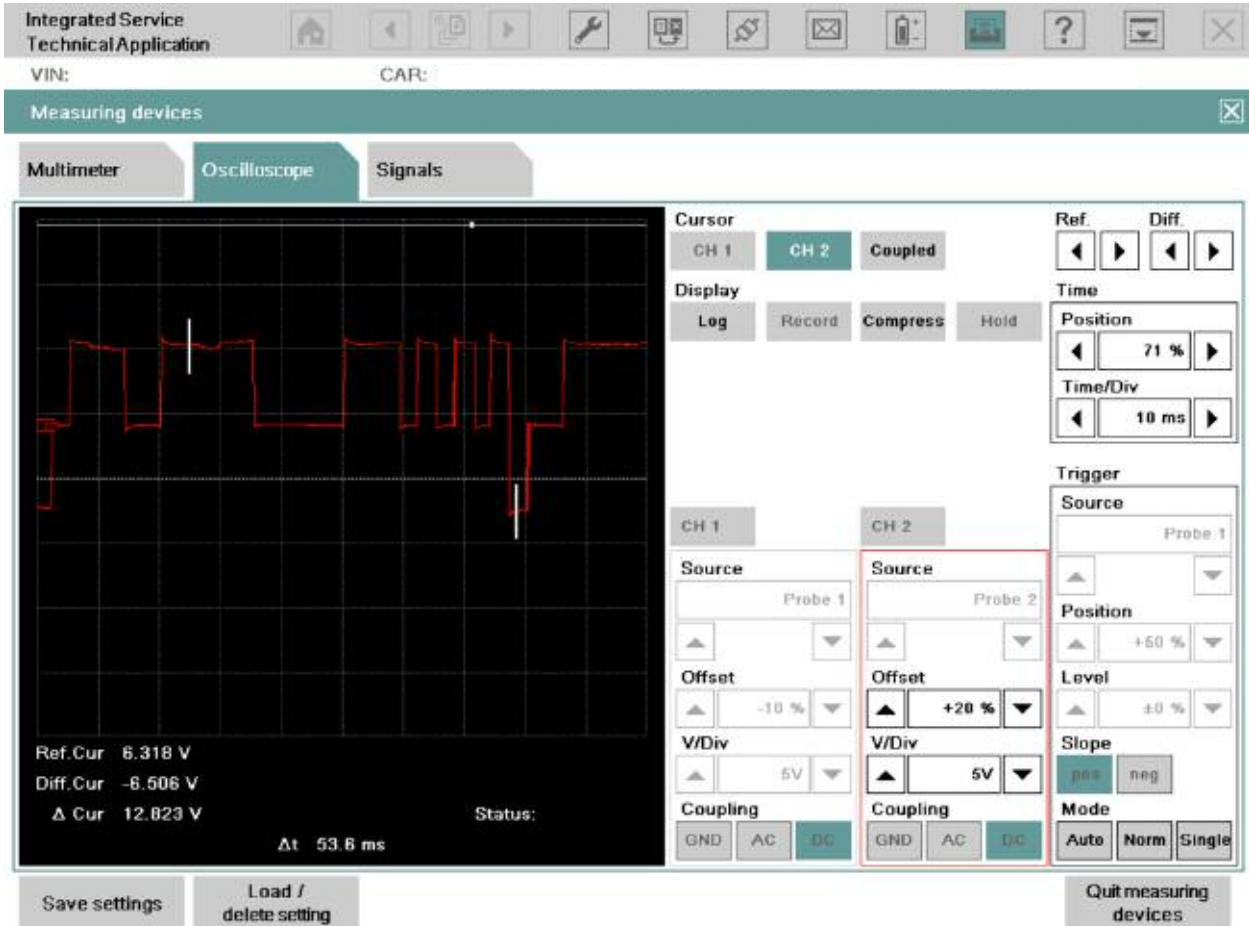 Integrated Service
Technical Application
VIN:
CAR:
Measuring devices
Multimeter
Oscilloscope
Signals
Cursor
CH 1
CH 2
Coupled
Ref.
Diff.
Display
Log
Record
Compress
Hold
Time
Position
71 %
Time/Div
10 ms
Trigger
Source
Probe 1
Position
+60 %
Level
±0 %
Slope
pos
neg
Mode
Auto
Norm
Single
CH 1
Source
Probe 1
Offset
-10 %
V/Div
5V
Coupling
GND
AC
DC
CH 2
Source
Probe 2
Offset
+20 %
V/Div
5V
Coupling
GND
AC
DC
Ref.Cur 6.318 V
Diff.Cur -6.506 V
Δ Cur 12.823 V
Status:
Δt 53.6 ms
Save settings
Load /
delete setting
Quit measuring
devices